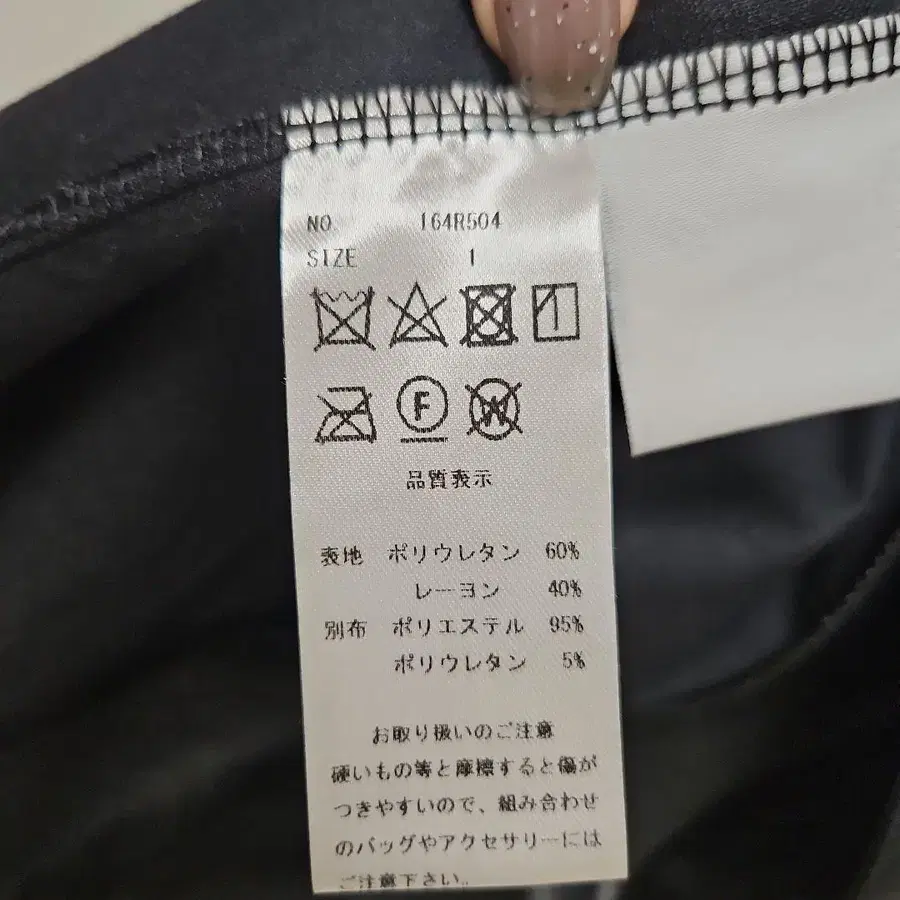 NO 164R504
SIZE 1
F
W
品質表示
表地 ポリウレタン 60%
レーヨン 40%
別布 ポリエステル 95%
ポリウレタン 5%
お取り扱いのご注意
硬いもの等と摩擦すると傷が
つきやすいので、組み合わせ
のバッグやアクセサリーには
ご注意下さい。